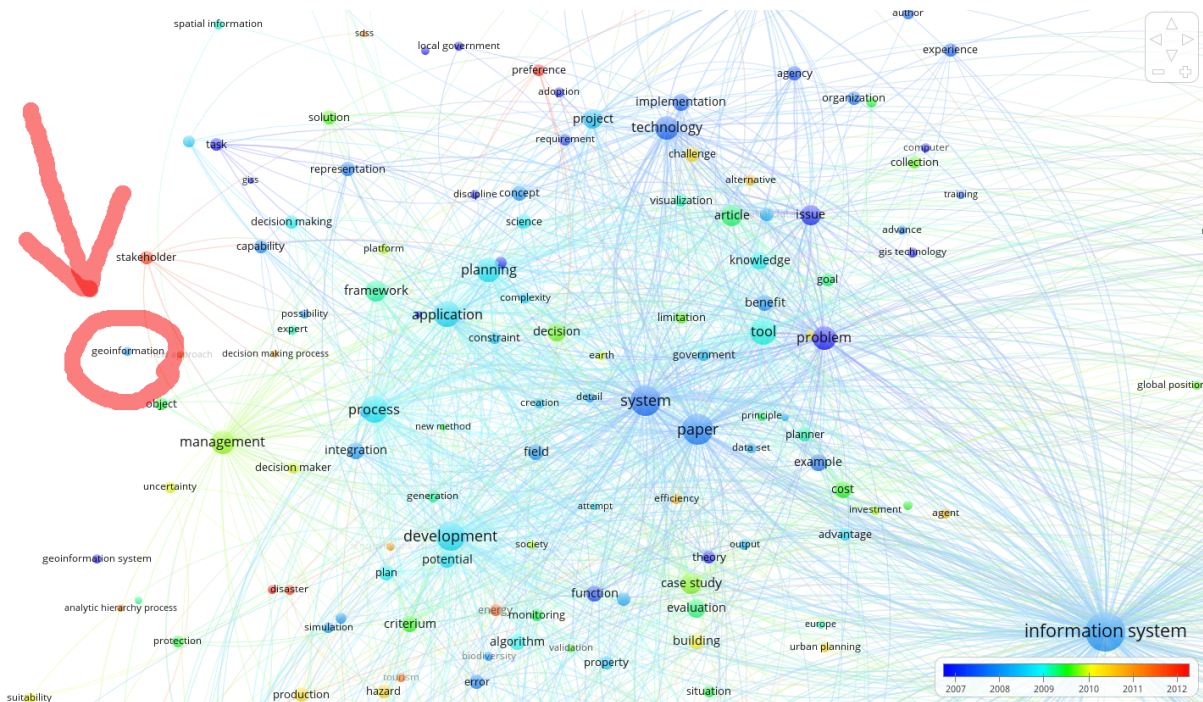 author
spatial information
sdss
local government
experience
preference
agency
adoption
implementation
organization
solution
project
technology
requirement
task
computer
challenge
collection
representation
giss
alternative
discipline
concept
training
visualization
decision making
science
article
issue
advance
capability
platform
gis technology
stakeholder
knowledge
planning
goal
framework
complexity
benefit
possibility
application
limitation
expert
constraint
decision
tool
problem
geoinformation
approach
decision making process
earth
government
global position
detail
object
creation
system
process
principle
new method
paper
planner
management
integration
field
data set
example
decision maker
uncertainty
cost
generation
efficiency
attempt
investment
agent
development
advantage
society
output
geoinformation system
potential
theory
plan
case study
disaster
function
analytic hierarchy process
energy
monitoring
evaluation
simulation
criterium
europe
information system
protection
algorithm
validation
building
urban planning
biodiversity
property
tourism
error
suitability
production
hazard
situation
2007
2008
2009
2010
2011
2012